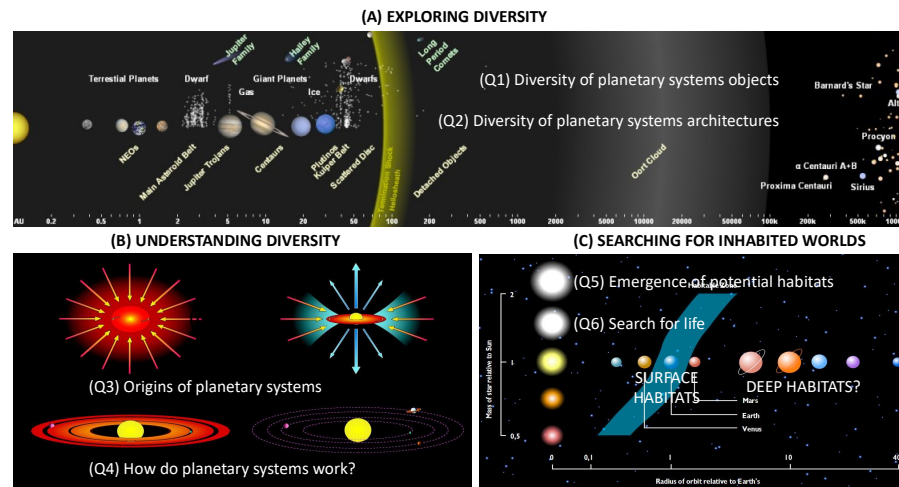 (A) EXPLORING DIVERSITY
Jupiter Family
Halley Family
Long Period Comets
Terrestial Planets
Dwarf
Giant Planets
Dwarfs
Gas
Ice
(Q1) Diversity of planetary systems objects
(Q2) Diversity of planetary systems architectures
Barnard's Star
Procyon
α Centauri A+B
Proxima Centauri
Sirius
NEOs
Main Asteroid Belt
Jupiter Trojans
Centaurs
Plutinos
Kuiper Belt
Scattered Disc
Termination Shock
Heliosheath
Detached Objects
Oort Cloud
AU 0.2 0.5 1 2 5 10 20 50 100 200 500 1000 2000 5000 10000 20000 50000 100k 200k 500k
(B) UNDERSTANDING DIVERSITY
(Q3) Origins of planetary systems
(Q4) How do planetary systems work?
(C) SEARCHING FOR INHABITED WORLDS
(Q5) Emergence of potential habitats
Habitable Zone
(Q6) Search for life
Mass of star relative to Sun
2
1
0,5
SURFACE HABITATS
DEEP HABITATS?
Mars
Earth
Venus
0 0,1 1 10 40
Radius of orbit relative to Earth's